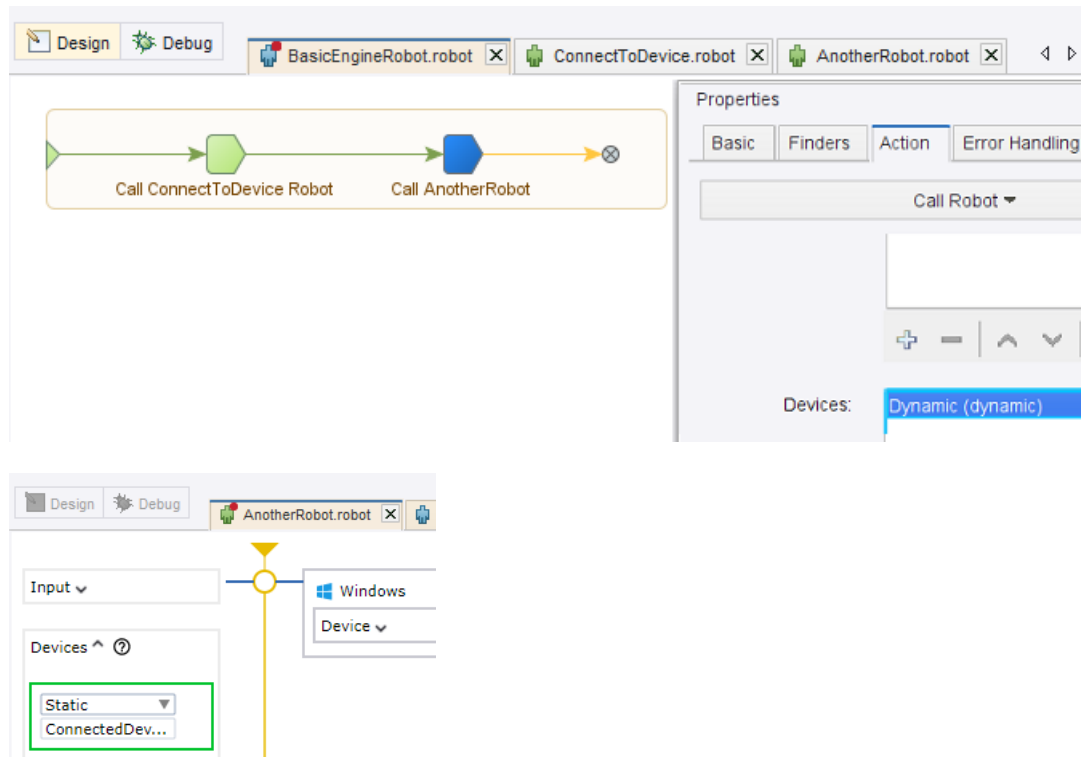 Design Debug
BasicEngineRobot.robot ConnectToDevice.robot AnotherRobot.robot
Properties
Basic Finders Action Error Handling
Call ConnectToDevice Robot Call AnotherRobot
Call Robot
Devices:
Dynamic (dynamic)
Design Debug
AnotherRobot.robot
Input
Windows
Device
Devices
Static
ConnectedDev...